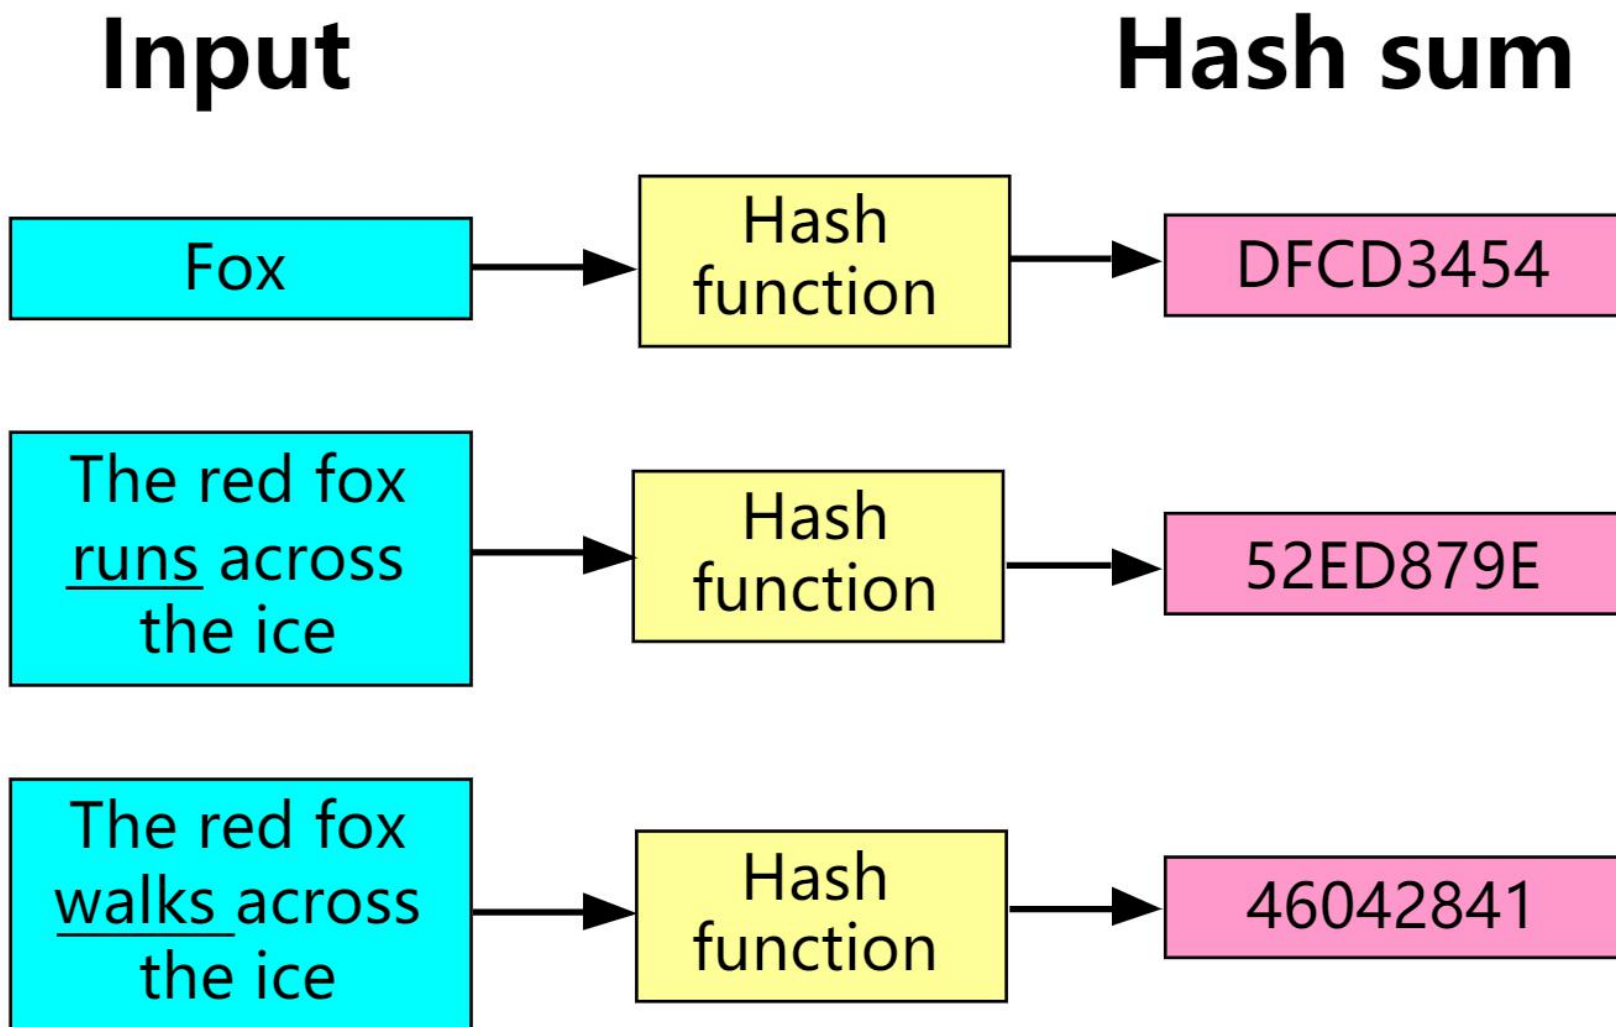 Input
Hash sum
Fox
Hash
function
DFCD3454
The red fox
runs across
the ice
Hash
function
52ED879E
The red fox
walks across
the ice
Hash
function
46042841